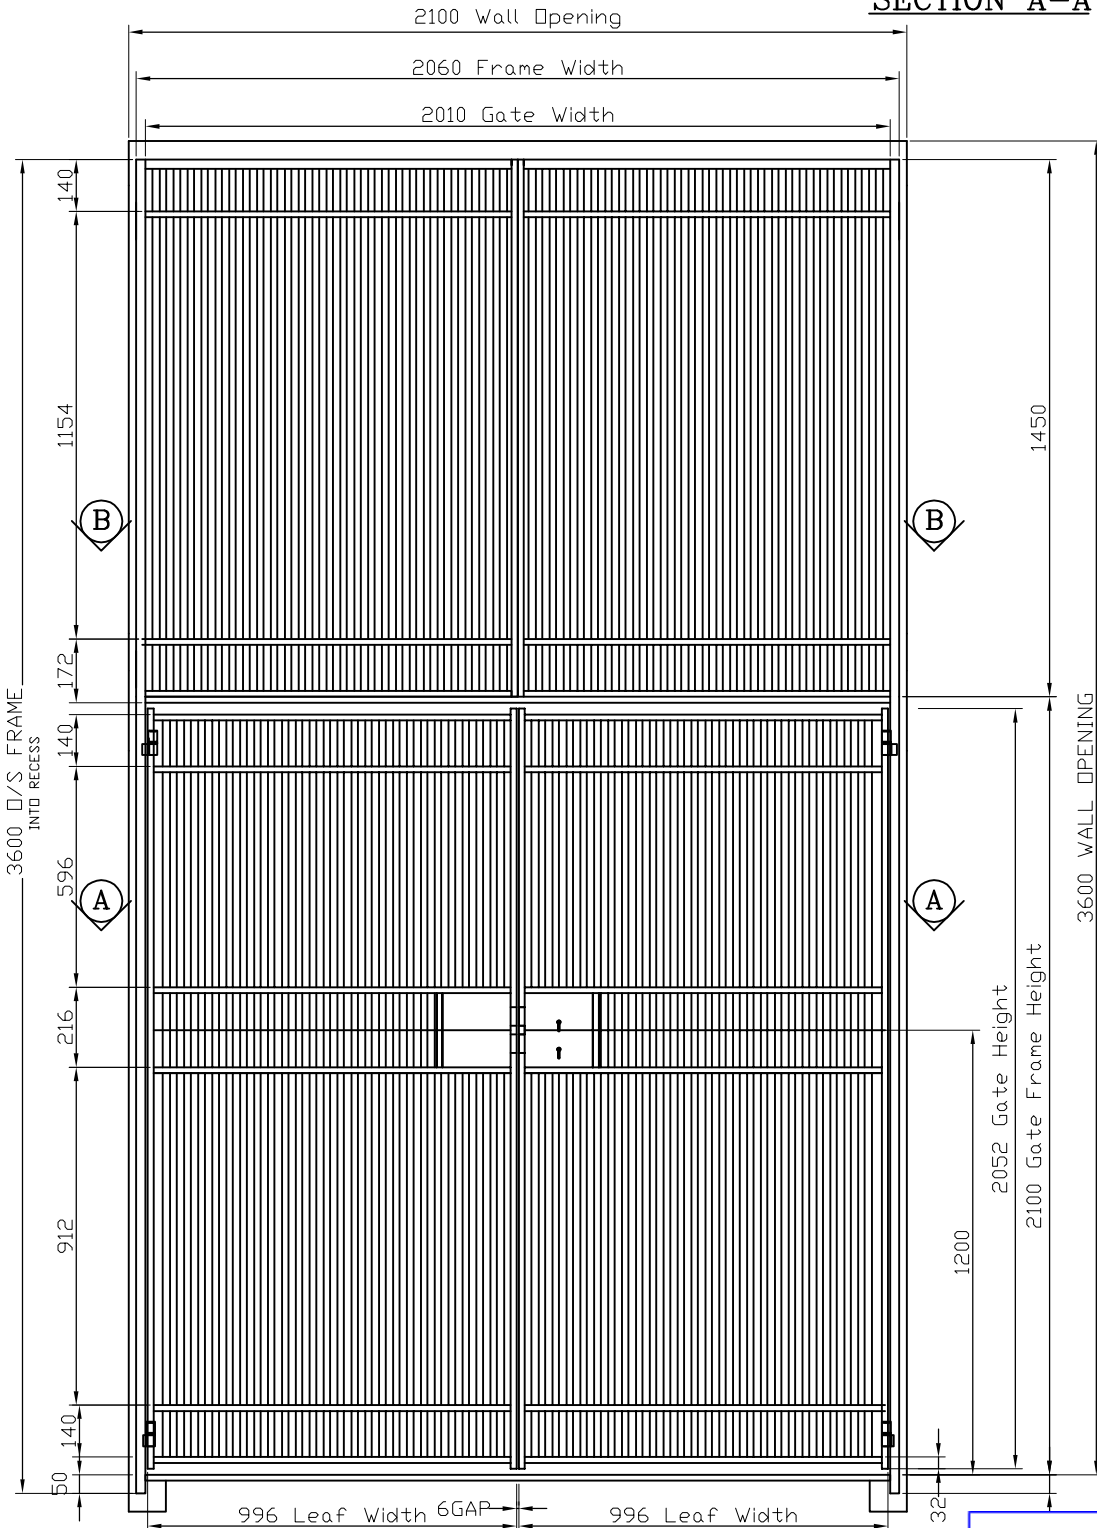 SECTION A-A
2100 Wall Opening
2060 Frame Width
2010 Gate Width
140
1154
1450
B
B
172
3600 O/S FRAME
INTO RECESS
140
3600 WALL OPENING
596
A
A
216
2052 Gate Height
2100 Gate Frame Height
1200
912
140
50
996 Leaf Width
6GAP
996 Leaf Width
32